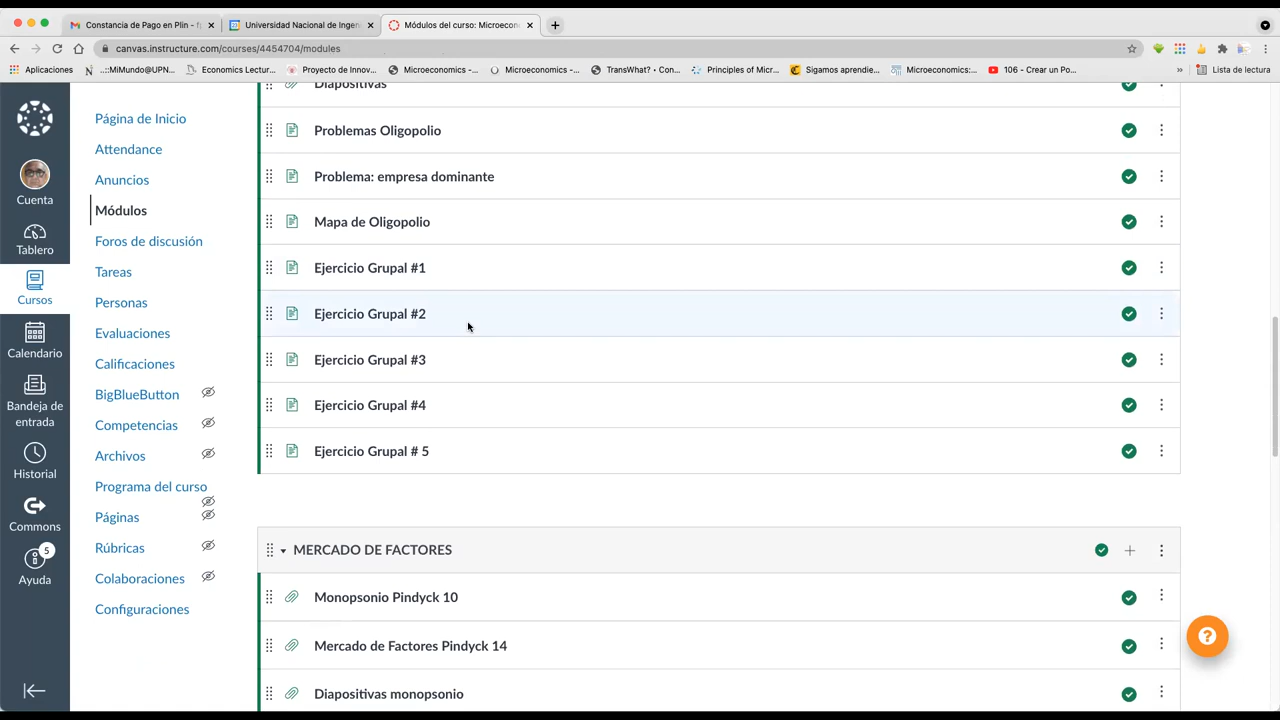 Constancia de Pago en Plin - f
Universidad Nacional de Ingen
Módulos del curso: Microecon
canvas.instructure.com/courses/4454704/modules
Aplicaciones
..::MiMundo@UPN...
Economics Lectur...
Proyecto de Innov...
Microeconomics -...
Microeconomics -...
TransWhat? • Con...
Principles of Micr...
Sigamos aprendie...
Microeconomics:...
106 - Crear un Po...
»
Lista de lectura
Cuenta
Tablero
Cursos
Calendario
Bandeja de
entrada
Historial
Commons
5
Ayuda
Página de Inicio
Attendance
Anuncios
Módulos
Foros de discusión
Tareas
Personas
Evaluaciones
Calificaciones
BigBlueButton
Competencias
Archivos
Programa del curso
Páginas
Rúbricas
Colaboraciones
Configuraciones
Diapositivas
Problemas Oligopolio
Problema: empresa dominante
Mapa de Oligopolio
Ejercicio Grupal #1
Ejercicio Grupal #2
Ejercicio Grupal #3
Ejercicio Grupal #4
Ejercicio Grupal # 5
MERCADO DE FACTORES
Monopsonio Pindyck 10
Mercado de Factores Pindyck 14
Diapositivas monopsonio